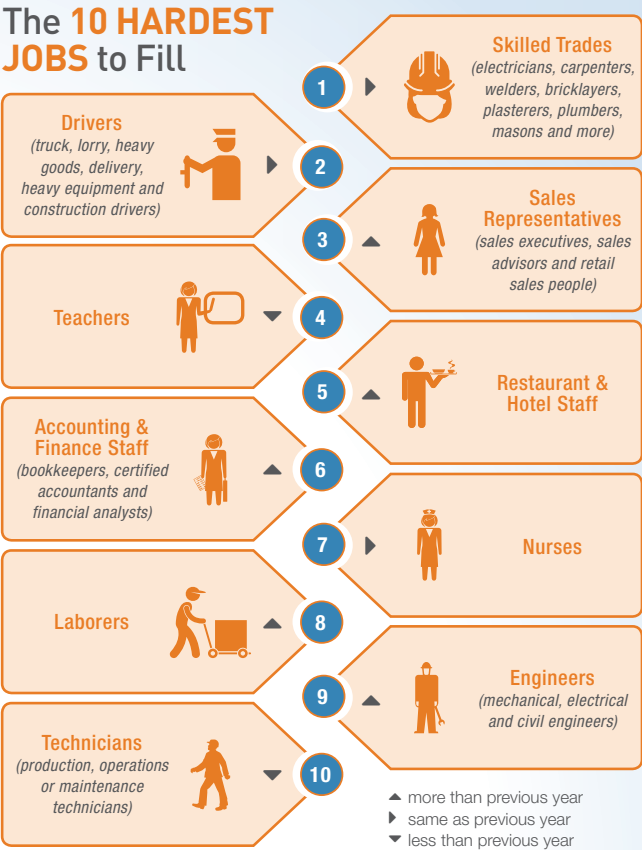 The 10 HARDEST
JOBS to Fill
1
Skilled Trades
(electricians, carpenters,
welders, bricklayers,
plasterers, plumbers,
masons and more)
Drivers
(truck, lorry, heavy
goods, delivery,
heavy equipment and
construction drivers)
2
3
Sales
Representatives
(sales executives, sales
advisors and retail
sales people)
Teachers
4
5
Restaurant &
Hotel Staff
Accounting &
Finance Staff
(bookkeepers, certified
accountants and
financial analysts)
6
7
Nurses
Laborers
8
9
Engineers
(mechanical, electrical
and civil engineers)
Technicians
(production, operations
or maintenance
technicians)
10
more than previous year
same as previous year
less than previous year